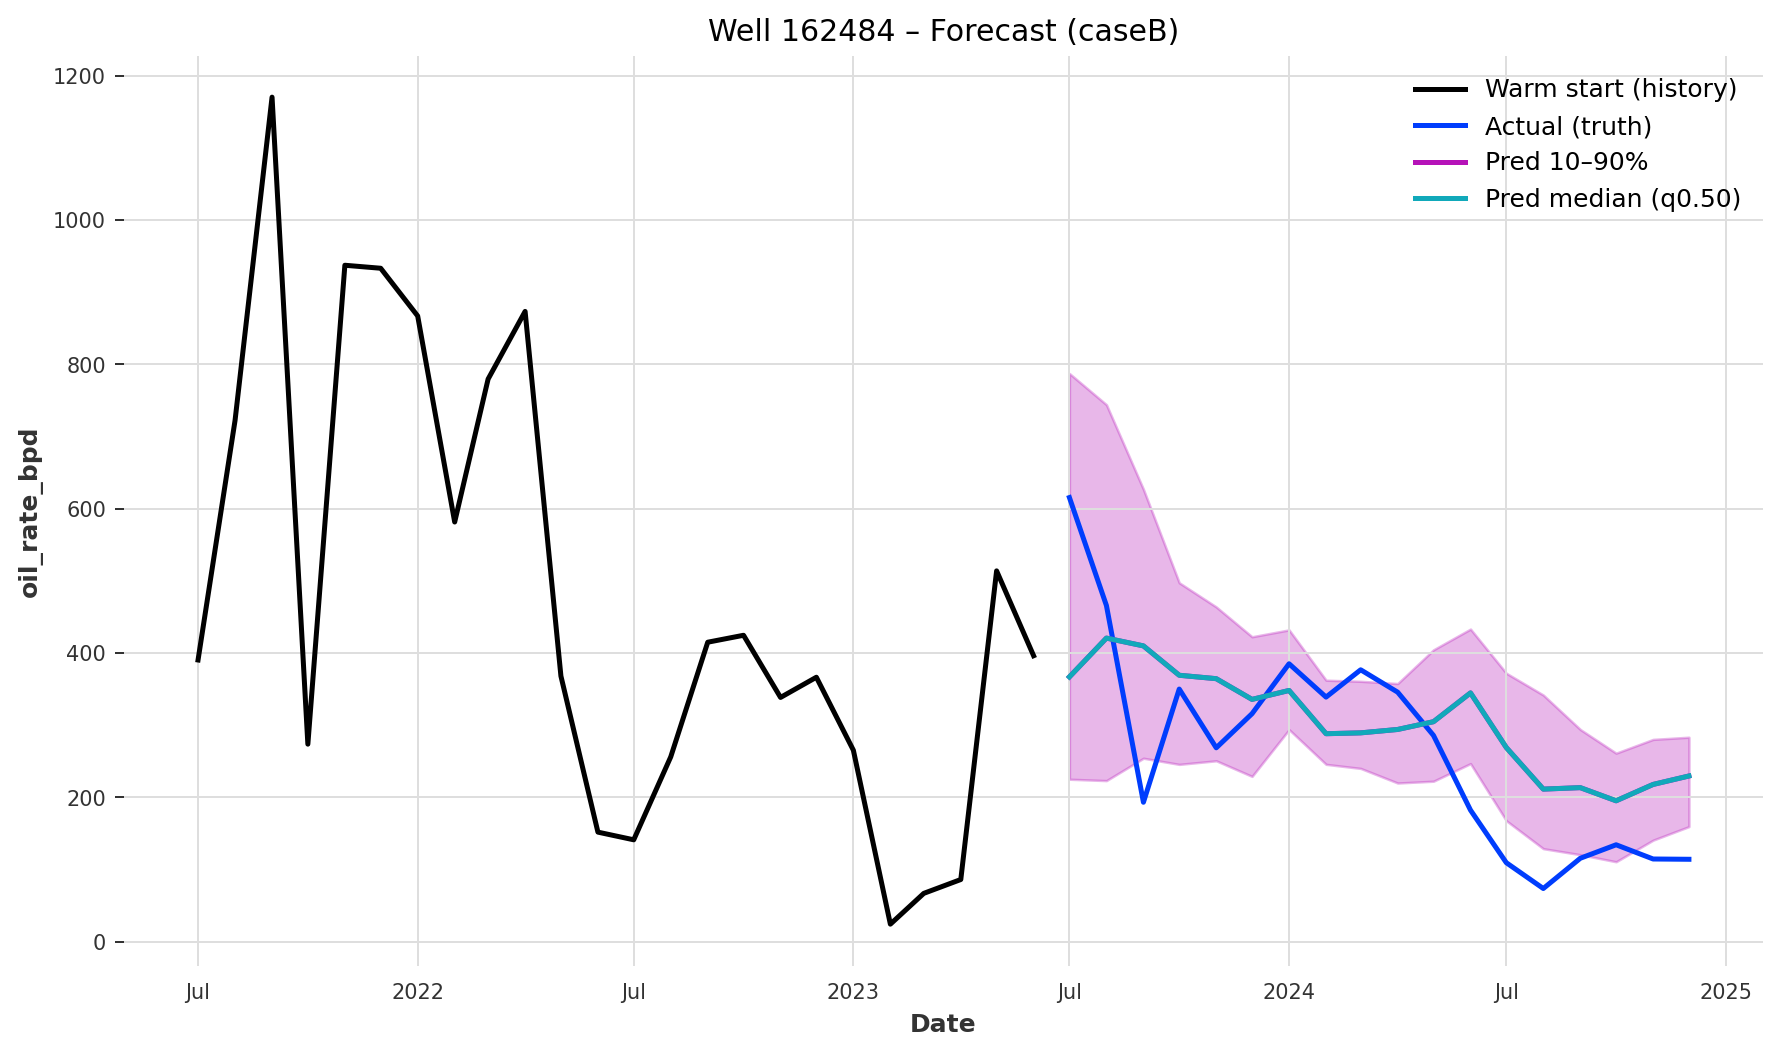 Well 162484 – Forecast (caseB)
Warm start (history)
Actual (truth)
Pred 10–90%
Pred median (q0.50)
oil_rate_bpd
1200
1000
800
600
400
200
0
Jul 2022 Jul 2023 Jul 2024 Jul 2025
Date